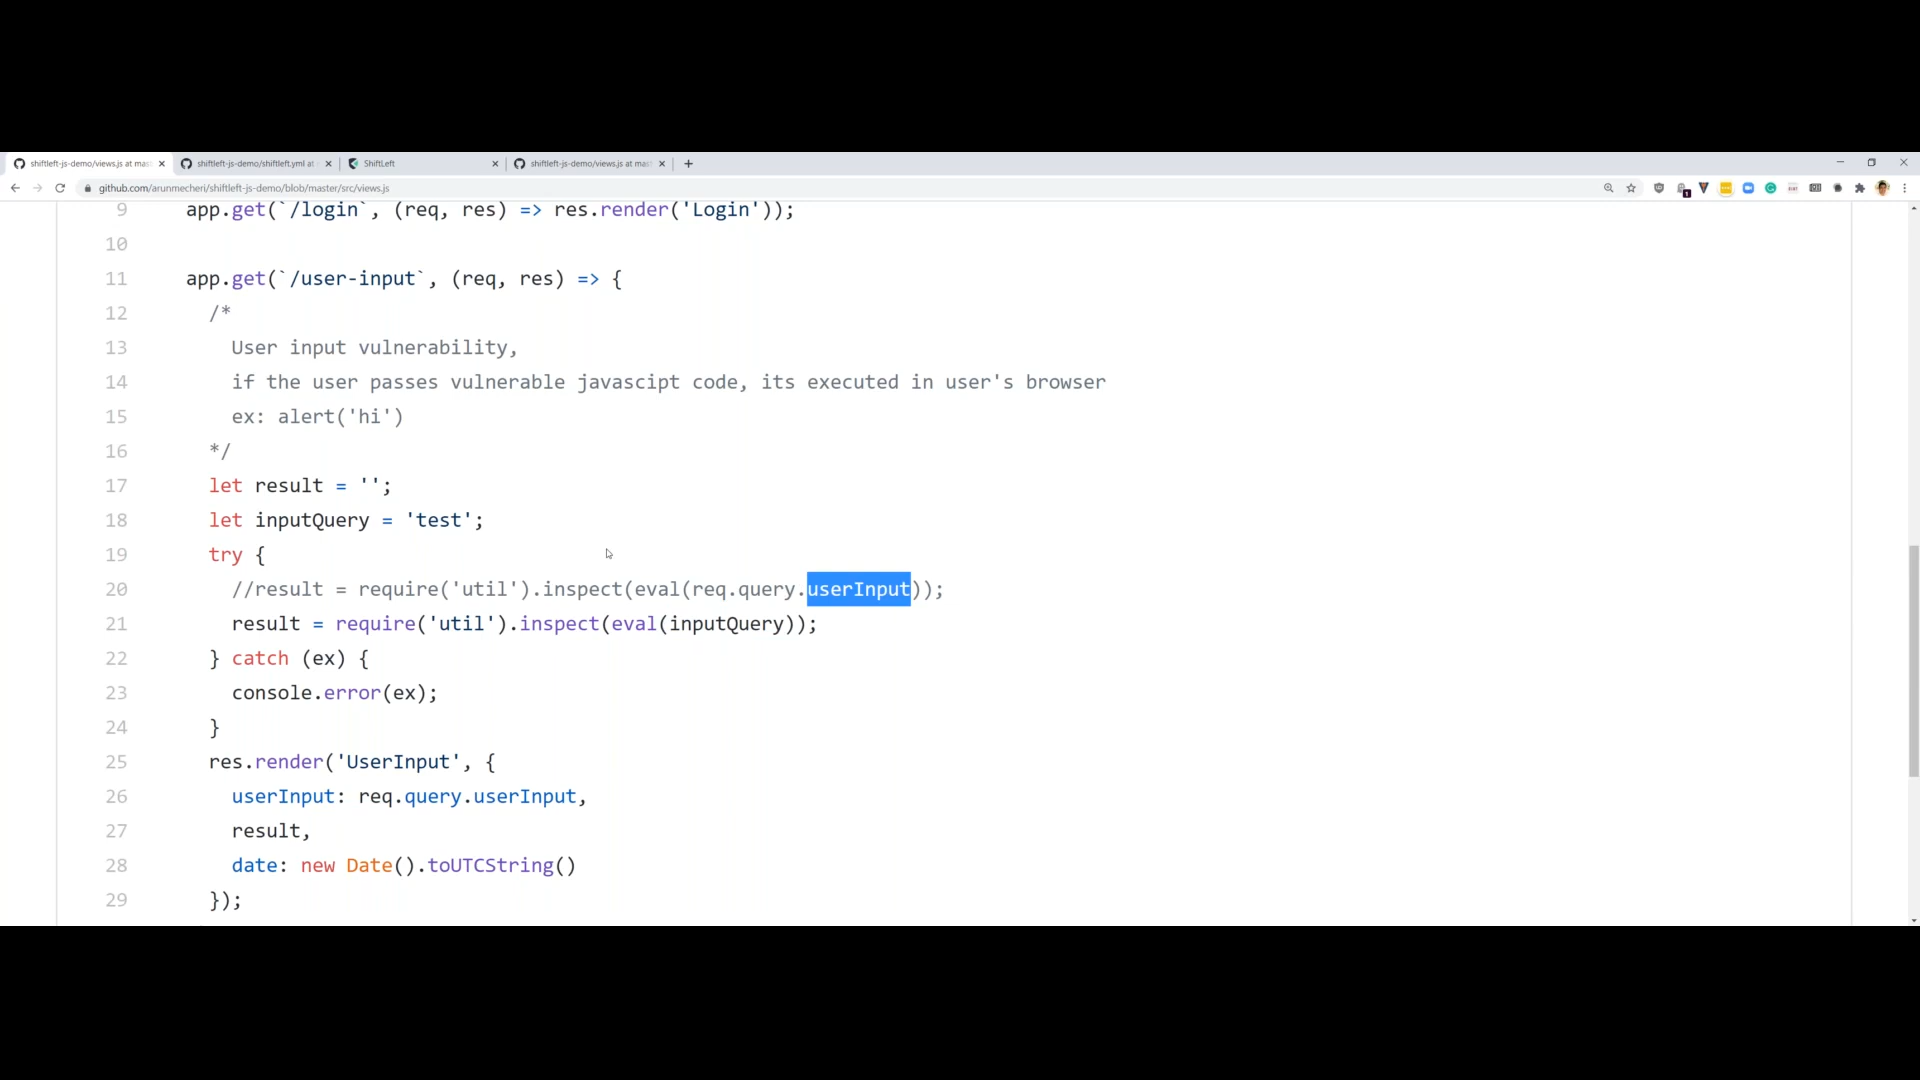 shiftleft-js-demo/views.js at mas
shiftleft-js-demo/shiftleft.yml at
ShiftLeft
shiftleft-js-demo/views.js at mast
github.com/arunmecheri/shiftleft-js-demo/blob/master/src/views.js
9 app.get(`/login`, (req, res) => res.render('Login'));
10
11 app.get(`/user-input`, (req, res) => {
12 /*
13 User input vulnerability,
14 if the user passes vulnerable javascipt code, its executed in user's browser
15 ex: alert('hi')
16 */
17 let result = '';
18 let inputQuery = 'test';
19 try {
20 //result = require('util').inspect(eval(req.query.userInput));
21 result = require('util').inspect(eval(inputQuery));
22 } catch (ex) {
23 console.error(ex);
24 }
25 res.render('UserInput', {
26 userInput: req.query.userInput,
27 result,
28 date: new Date().toUTCString()
29 });